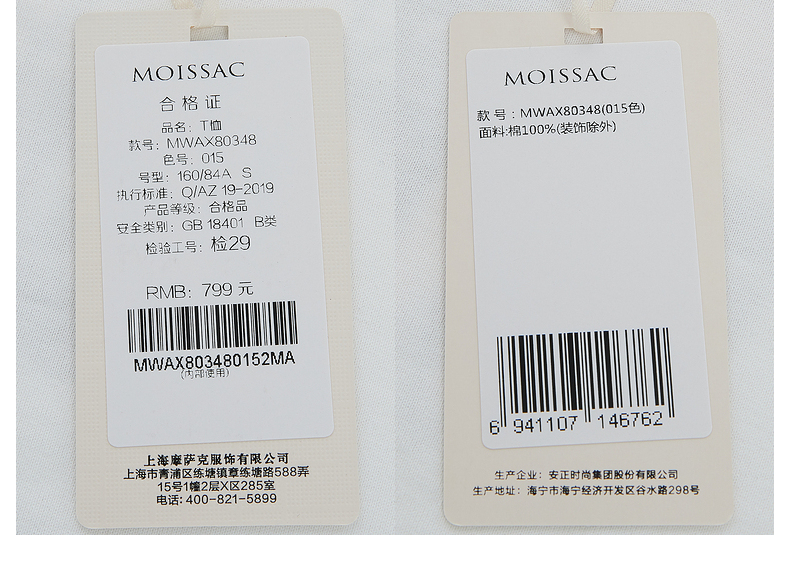 MOISSAC
合格证
品名：T恤
款号：MWAX80348
色号：015
号型：160/84A S
执行标准：Q/AZ 19-2019
产品等级：合格品
安全类别：GB 18401 B类
检验工号：检29
RMB：799 元
MWAX803480152MA
(内部使用)
上海摩萨克服饰有限公司
上海市青浦区练塘镇章练塘路588弄
15号1幢2层X区285室
电话：400-821-5899
MOISSAC
款 号：MWAX80348(015色)
面料:棉100%(装饰除外)
6 941107 146762
生产企业：安正时尚集团股份有限公司
生产地址：海宁市海宁经济开发区谷水路298号